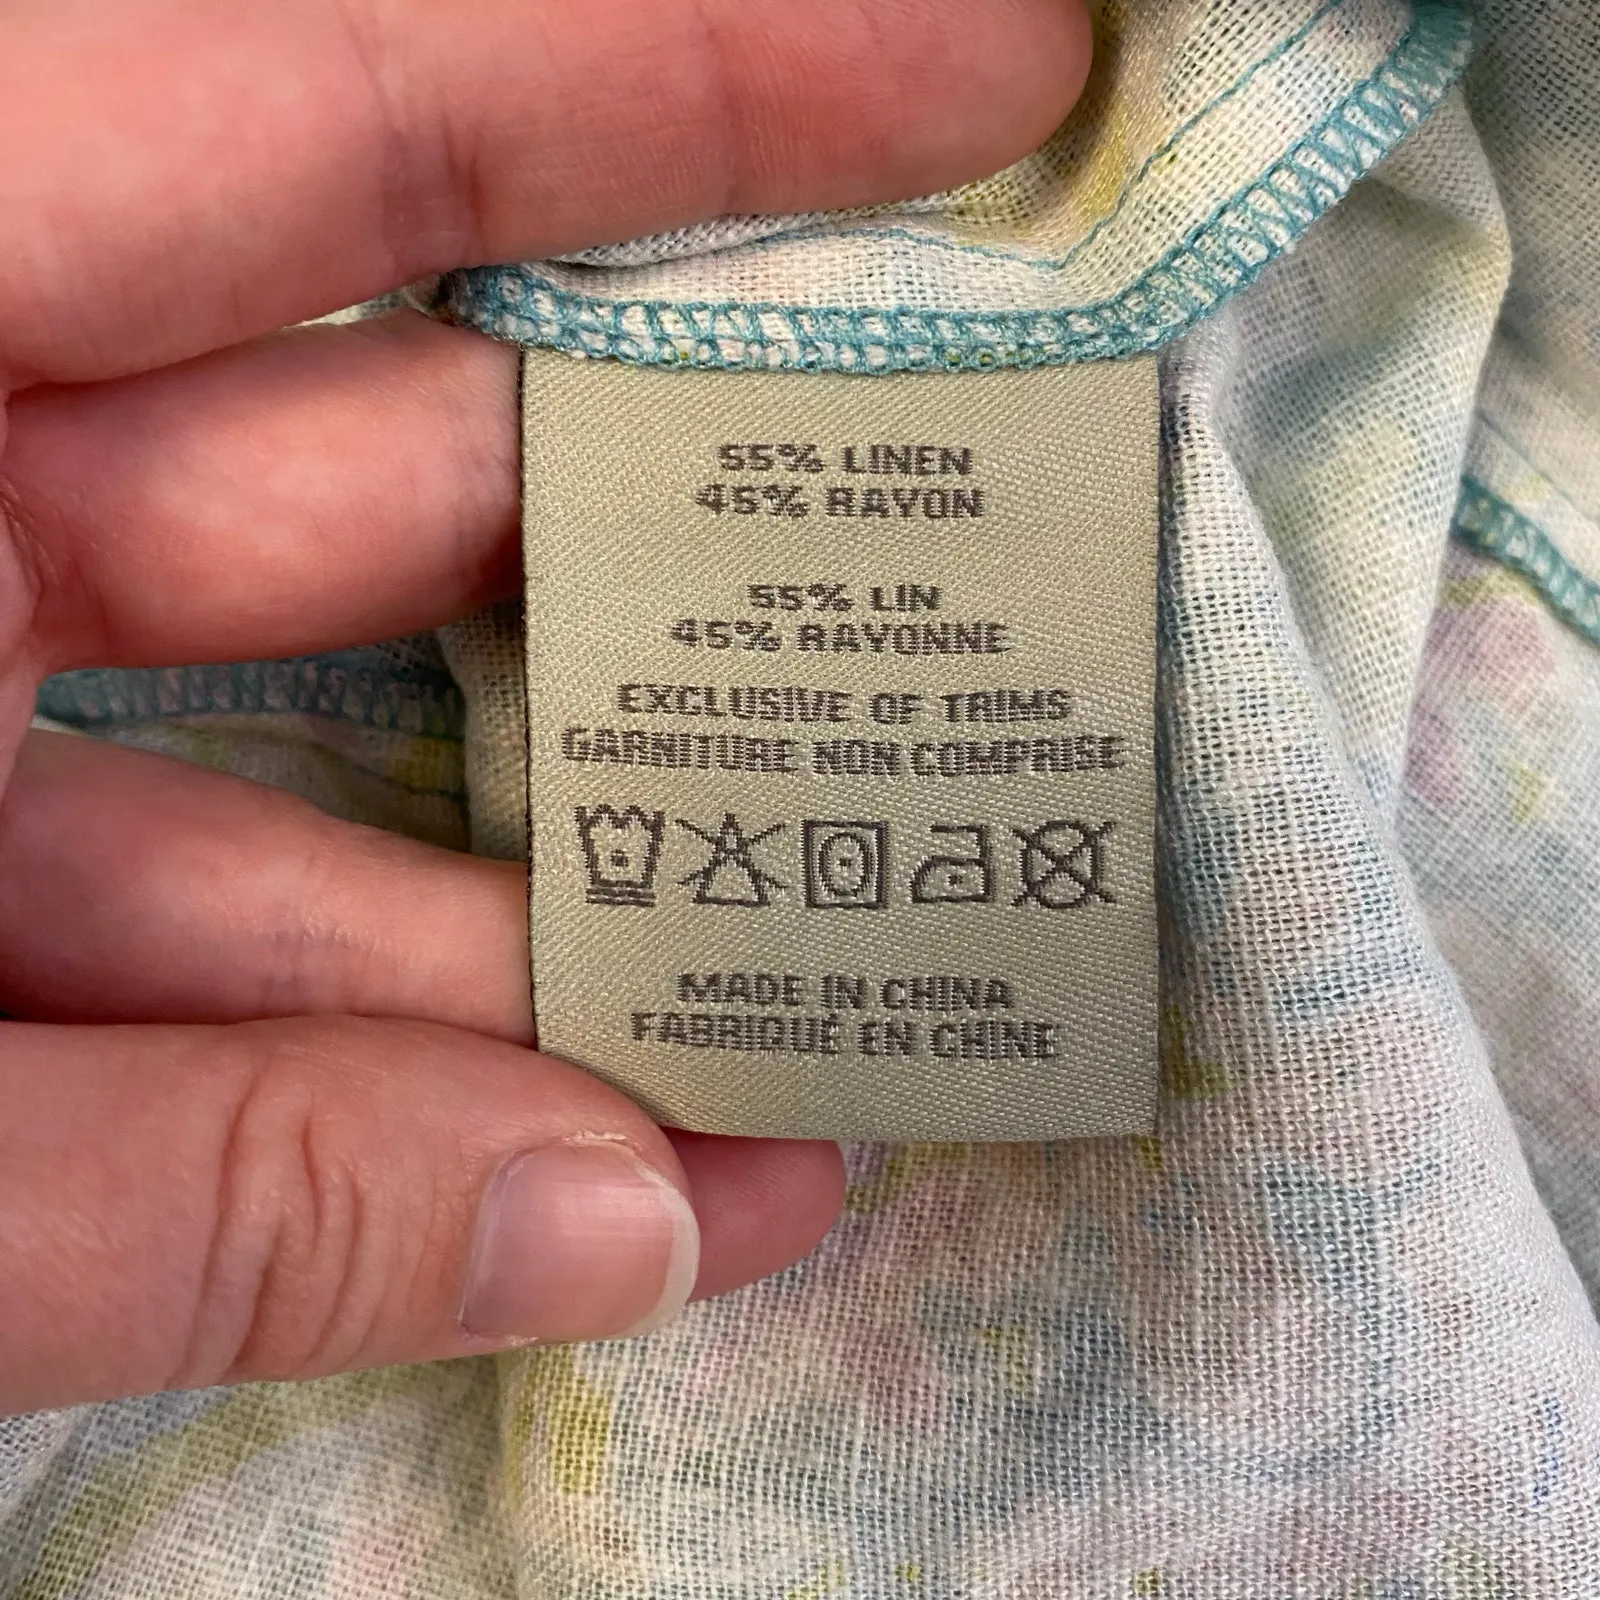 55% LINEN
45% RAYON
55% LIN
45% RAYONNE
EXCLUSIVE OF TRIMS
GARNITURE NON COMPRISE
MADE IN CHINA
FABRIQUÉ EN CHINE